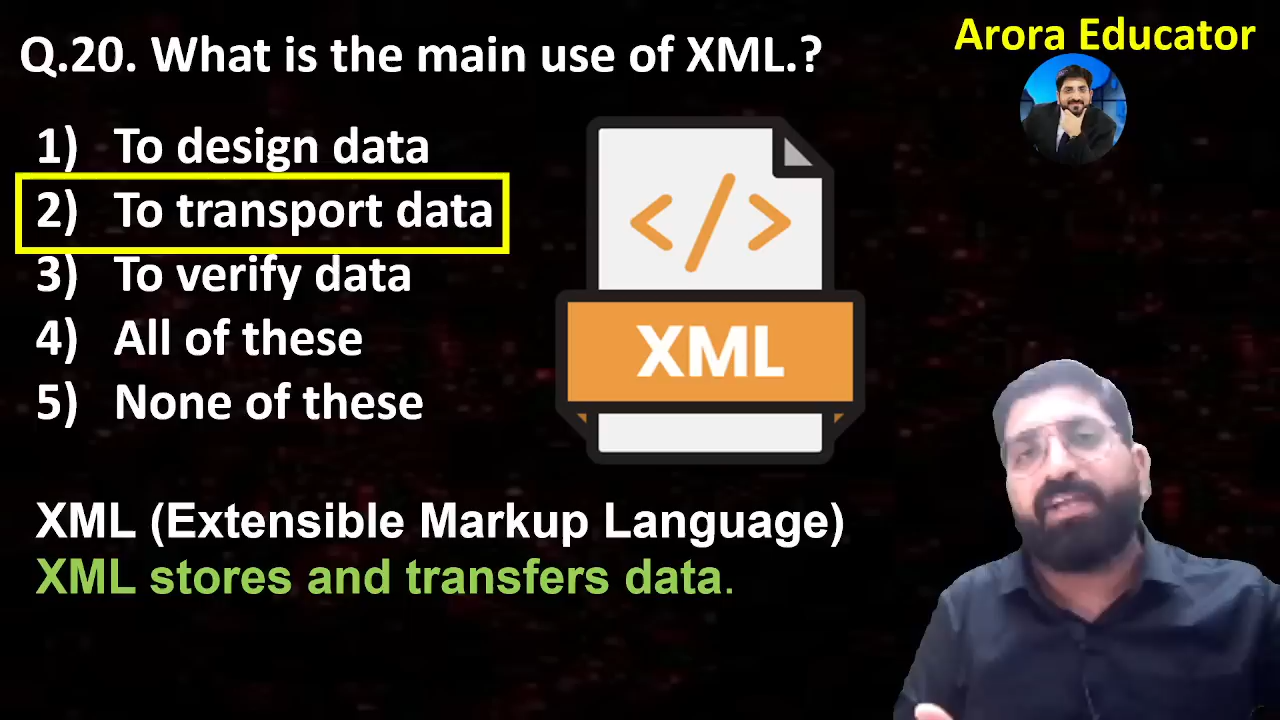 Q.20. What is the main use of XML.?
Arora Educator
1) To design data
2) To transport data
3) To verify data
4) All of these
5) None of these
</>
XML
XML (Extensible Markup Language)
XML stores and transfers data.